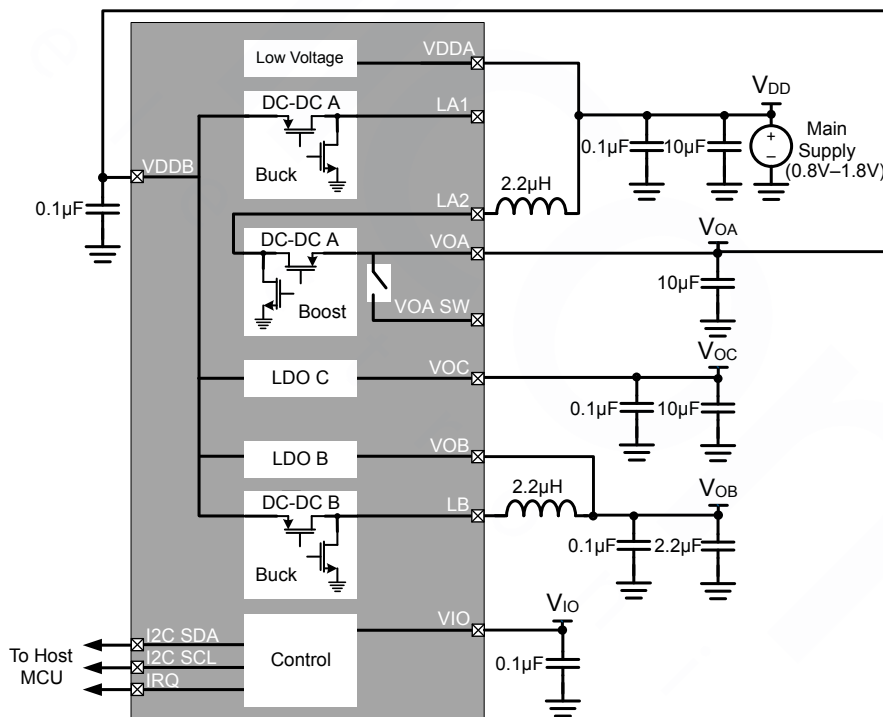 Low Voltage
VDDA
DC-DC A
LA1
Buck
VDDB
0.1µF
LA2
2.2µH
VDD
0.1µF
10µF
+
–
Main
Supply
(0.8V–1.8V)
DC-DC A
VOA
Boost
VOA SW
VOA
10µF
LDO C
VOC
VOC
0.1µF
10µF
LDO B
VOB
DC-DC B
LB
Buck
2.2µH
VOB
0.1µF
2.2µF
VIO
VIO
0.1µF
Control
I2C SDA
I2C SCL
IRQ
To Host
MCU